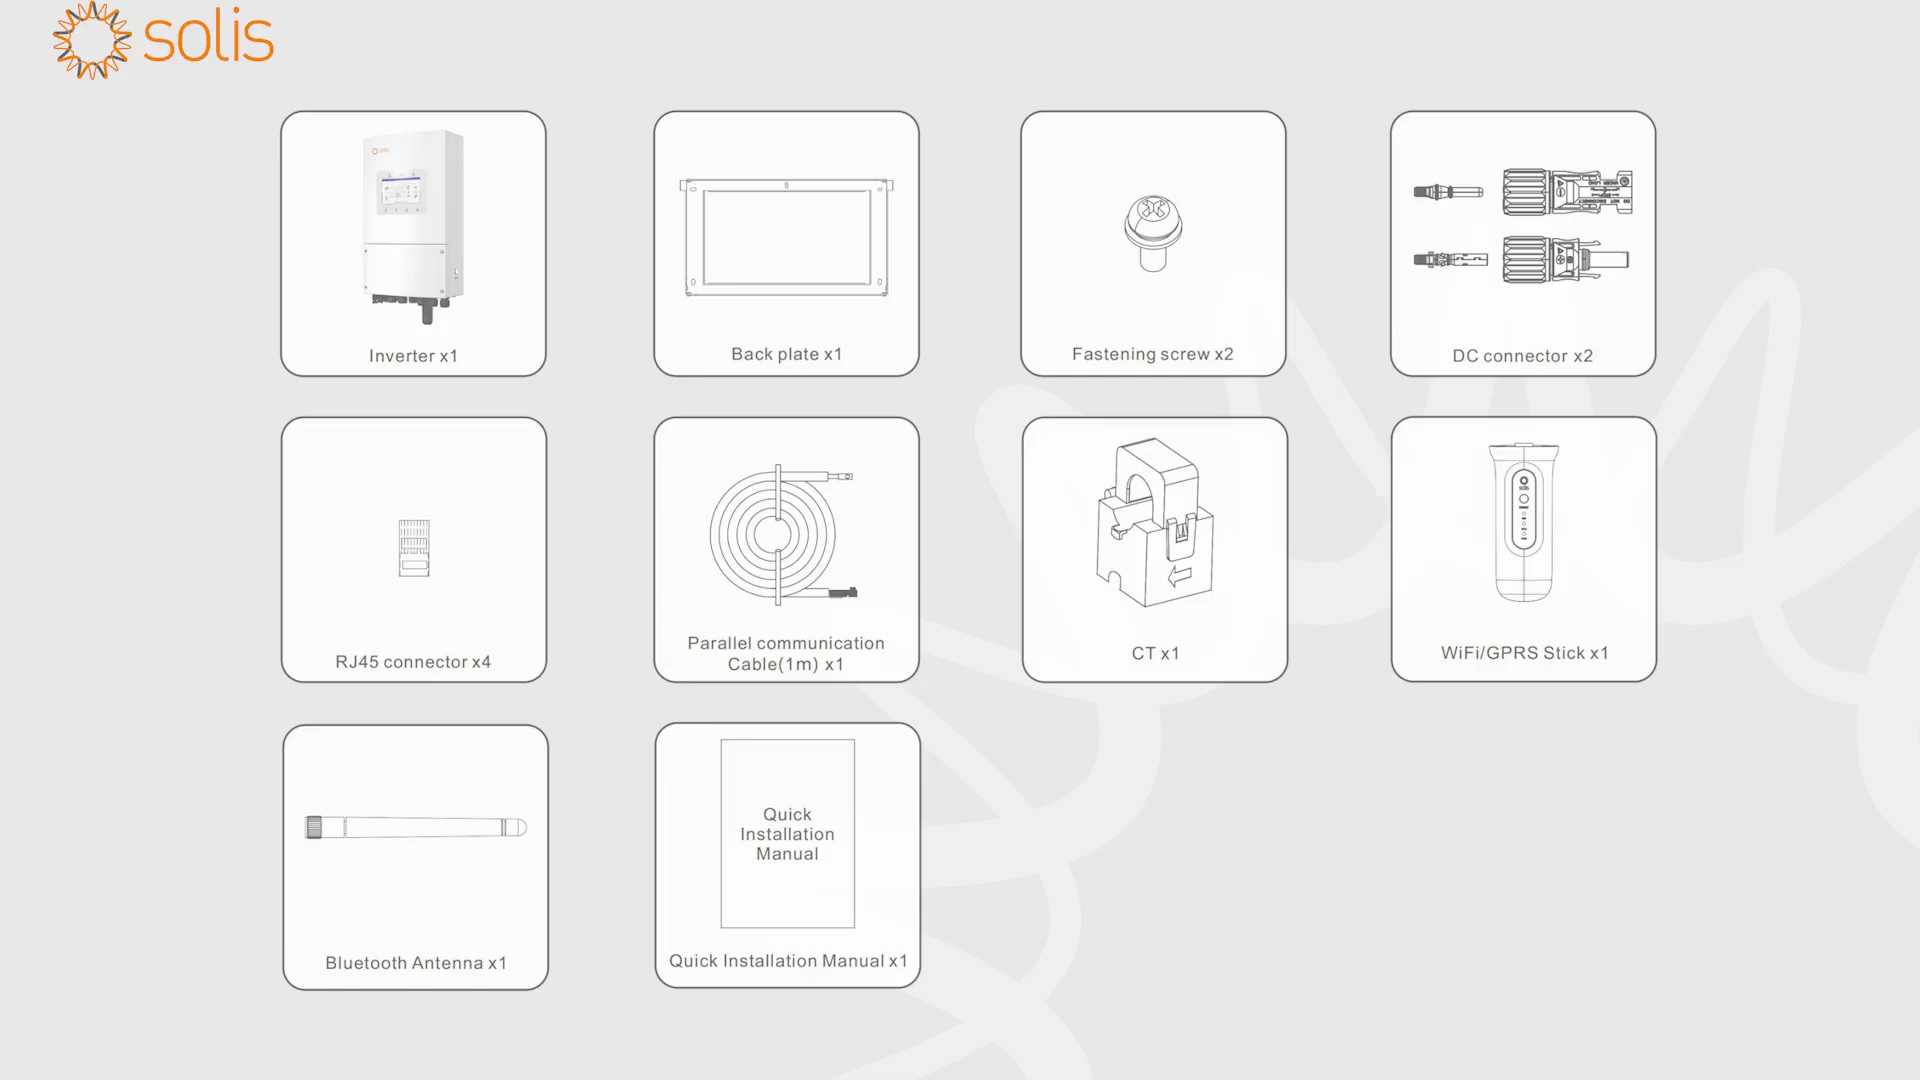 solis
Inverter x1
Back plate x1
Fastening screw x2
DC connector x2
RJ45 connector x4
Parallel communication
Cable(1m) x1
CT x1
WiFi/GPRS Stick x1
Bluetooth Antenna x1
Quick
Installation
Manual
Quick Installation Manual x1